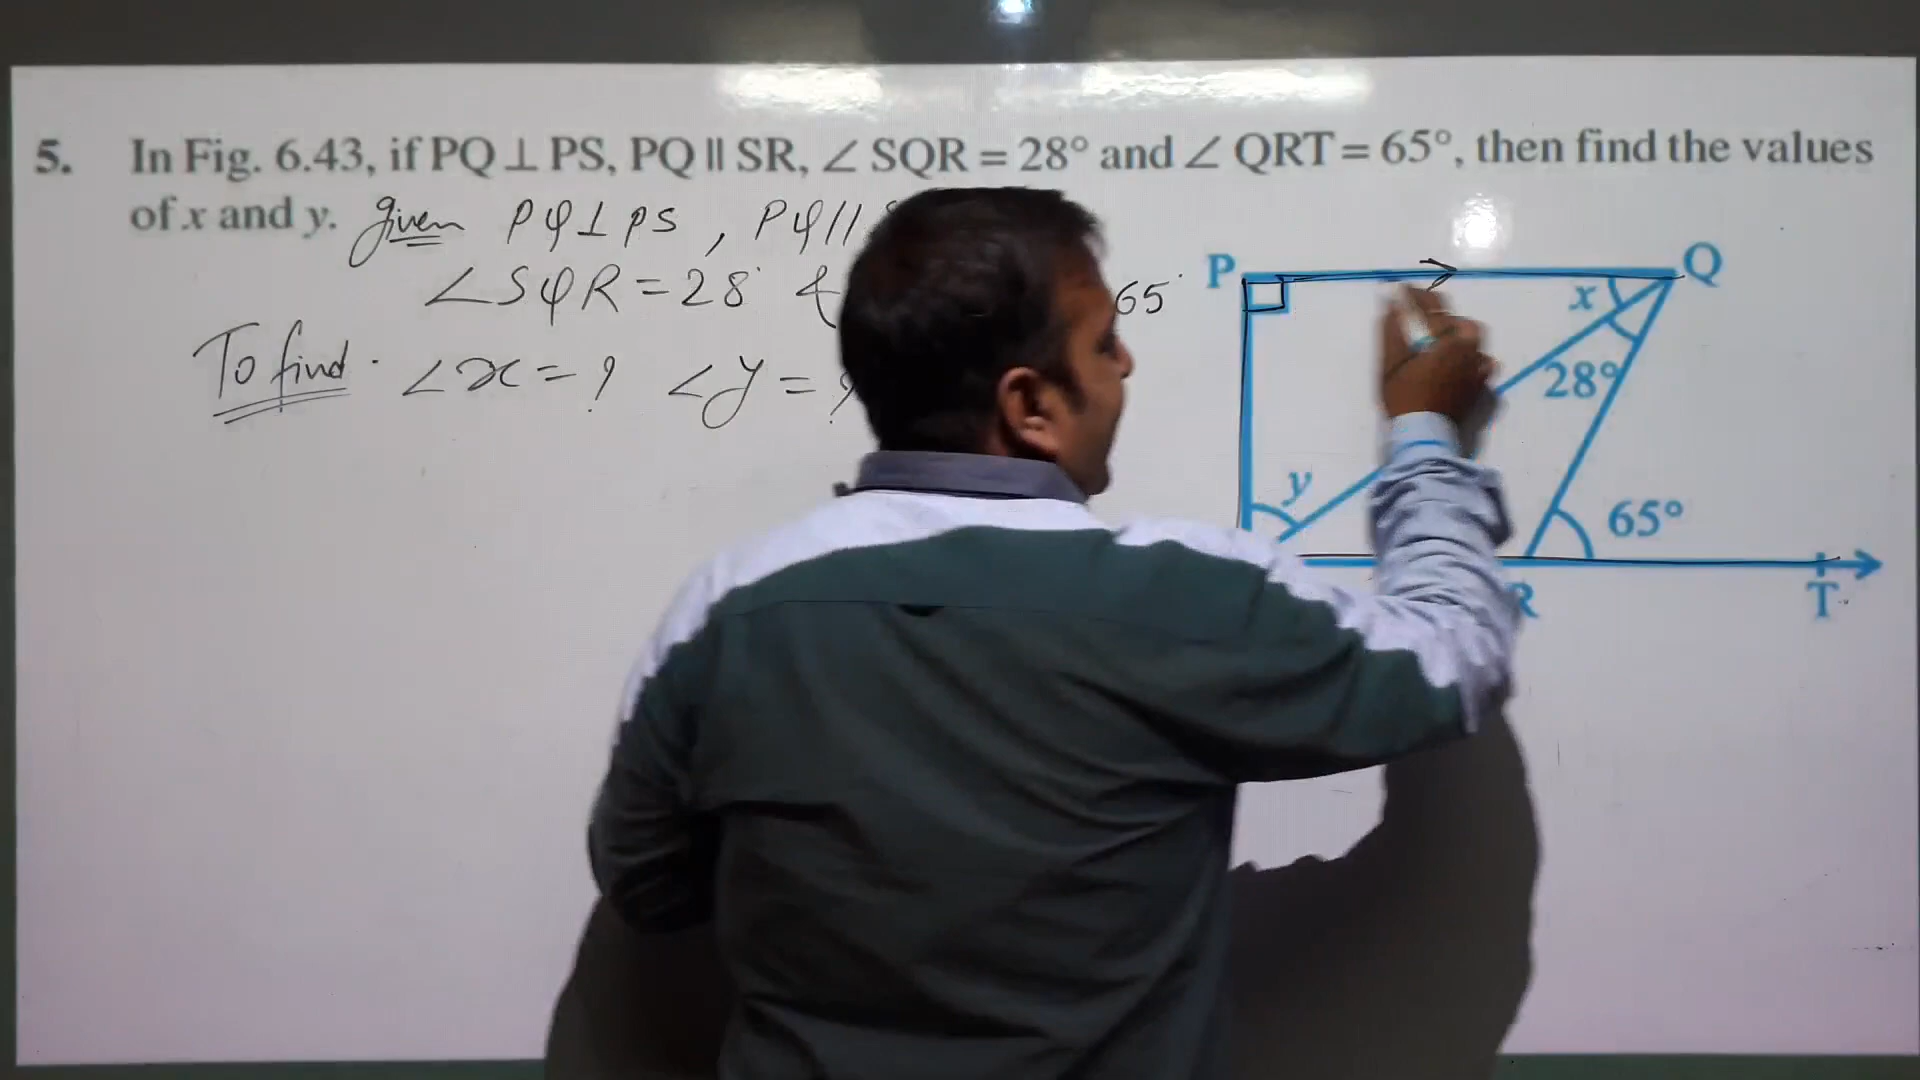 5. In Fig. 6.43, if PQ ⊥ PS, PQ || SR, ∠ SQR = 28° and ∠ QRT = 65°, then find the values
of x and y. given PQ ⊥ PS , PQ //
∠SQR = 28° & 65°
To find . ∠x = ? ∠y = ?
P Q
x
28°
y
65°
R T